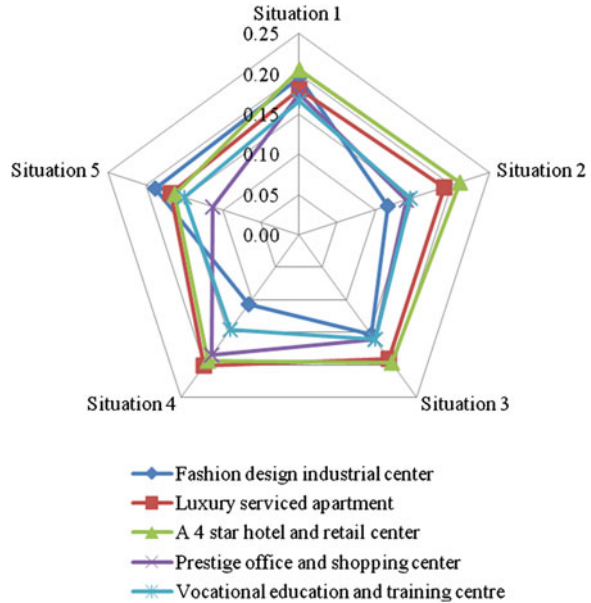 Situation 1
0.25
0.20
0.15
0.10
0.05
0.00
Situation 5
Situation 2
Situation 4
Situation 3
Fashion design industrial center
Luxury serviced apartment
A 4 star hotel and retail center
Prestige office and shopping center
Vocational education and training centre